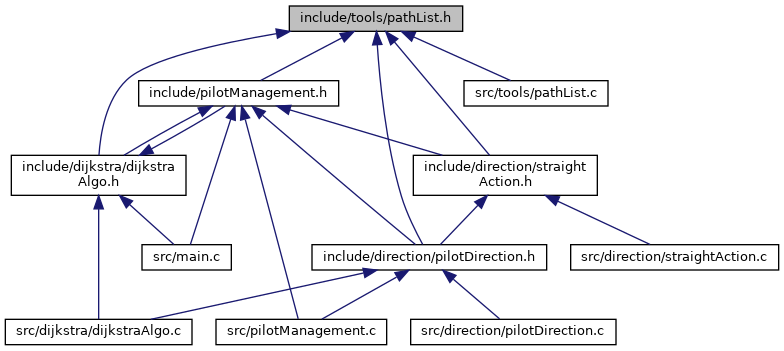 include/tools/pathList.h
include/pilotManagement.h
src/tools/pathList.c
include/dijkstra/dijkstra
Algo.h
include/direction/straight
Action.h
src/main.c
include/direction/pilotDirection.h
src/direction/straightAction.c
src/dijkstra/dijkstraAlgo.c
src/pilotManagement.c
src/direction/pilotDirection.c